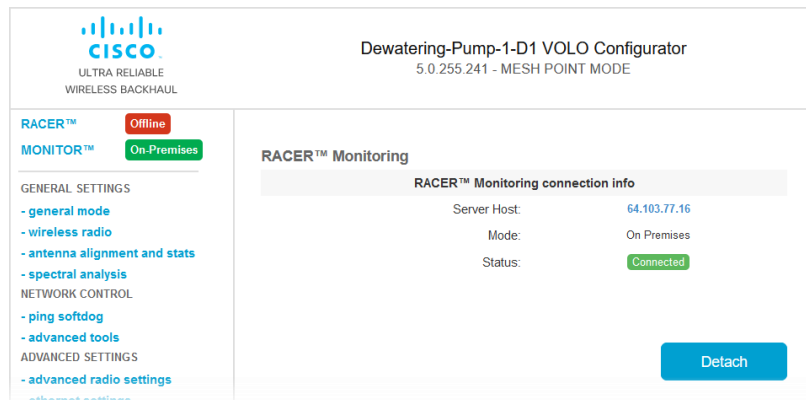 CISCO
ULTRA RELIABLE
WIRELESS BACKHAUL
Dewatering-Pump-1-D1 VOLO Configurator
5.0.255.241 - MESH POINT MODE
RACER™ Offline
MONITOR™ On-Premises
GENERAL SETTINGS
- general mode
- wireless radio
- antenna alignment and stats
- spectral analysis
NETWORK CONTROL
- ping softdog
- advanced tools
ADVANCED SETTINGS
- advanced radio settings
- ethernet settings
RACER™ Monitoring
RACER™ Monitoring connection info
Server Host: 64.103.77.16
Mode: On Premises
Status: Connected
Detach